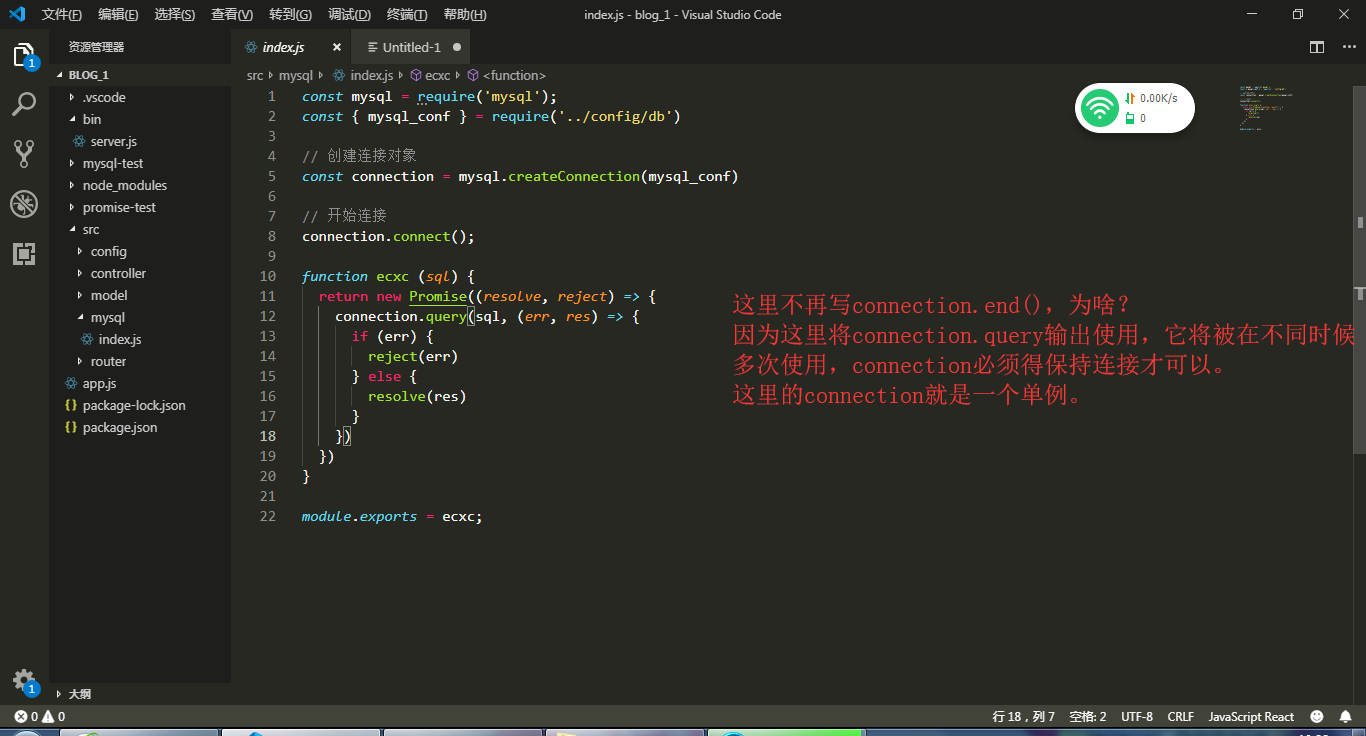 文件(F) 编辑(E) 选择(S) 查看(V) 转到(G) 调试(D) 终端(T) 帮助(H) index.js - blog_1 - Visual Studio Code
资源管理器
index.js × Untitled-1
BLOG_1
.vscode
bin
server.js
mysql-test
node_modules
promise-test
src
config
controller
model
mysql
index.js
router
app.js
{} package-lock.json
{} package.json
大纲
1
1
src mysql index.js ecxc <function>
1 const mysql = require('mysql');
2 const { mysql_conf } = require('../config/db')
3
4 // 创建连接对象
5 const connection = mysql.createConnection(mysql_conf)
6
7 // 开始连接
8 connection.connect();
9
10 function ecxc (sql) {
11 return new Promise((resolve, reject) => {
12 connection.query(sql, (err, res) => {
13 if (err) {
14 reject(err)
15 } else {
16 resolve(res)
17 }
18 })
19 })
20 }
21
22 module.exports = ecxc;
0.00K/s
0
这里不再写connection.end(), 为啥?
因为这里将connection.query输出使用, 它将被在不同时候
多次使用, connection必须得保持连接才可以。
这里的connection就是一个单例。
0 0 行 18，列 7 空格: 2 UTF-8 CRLF JavaScript React